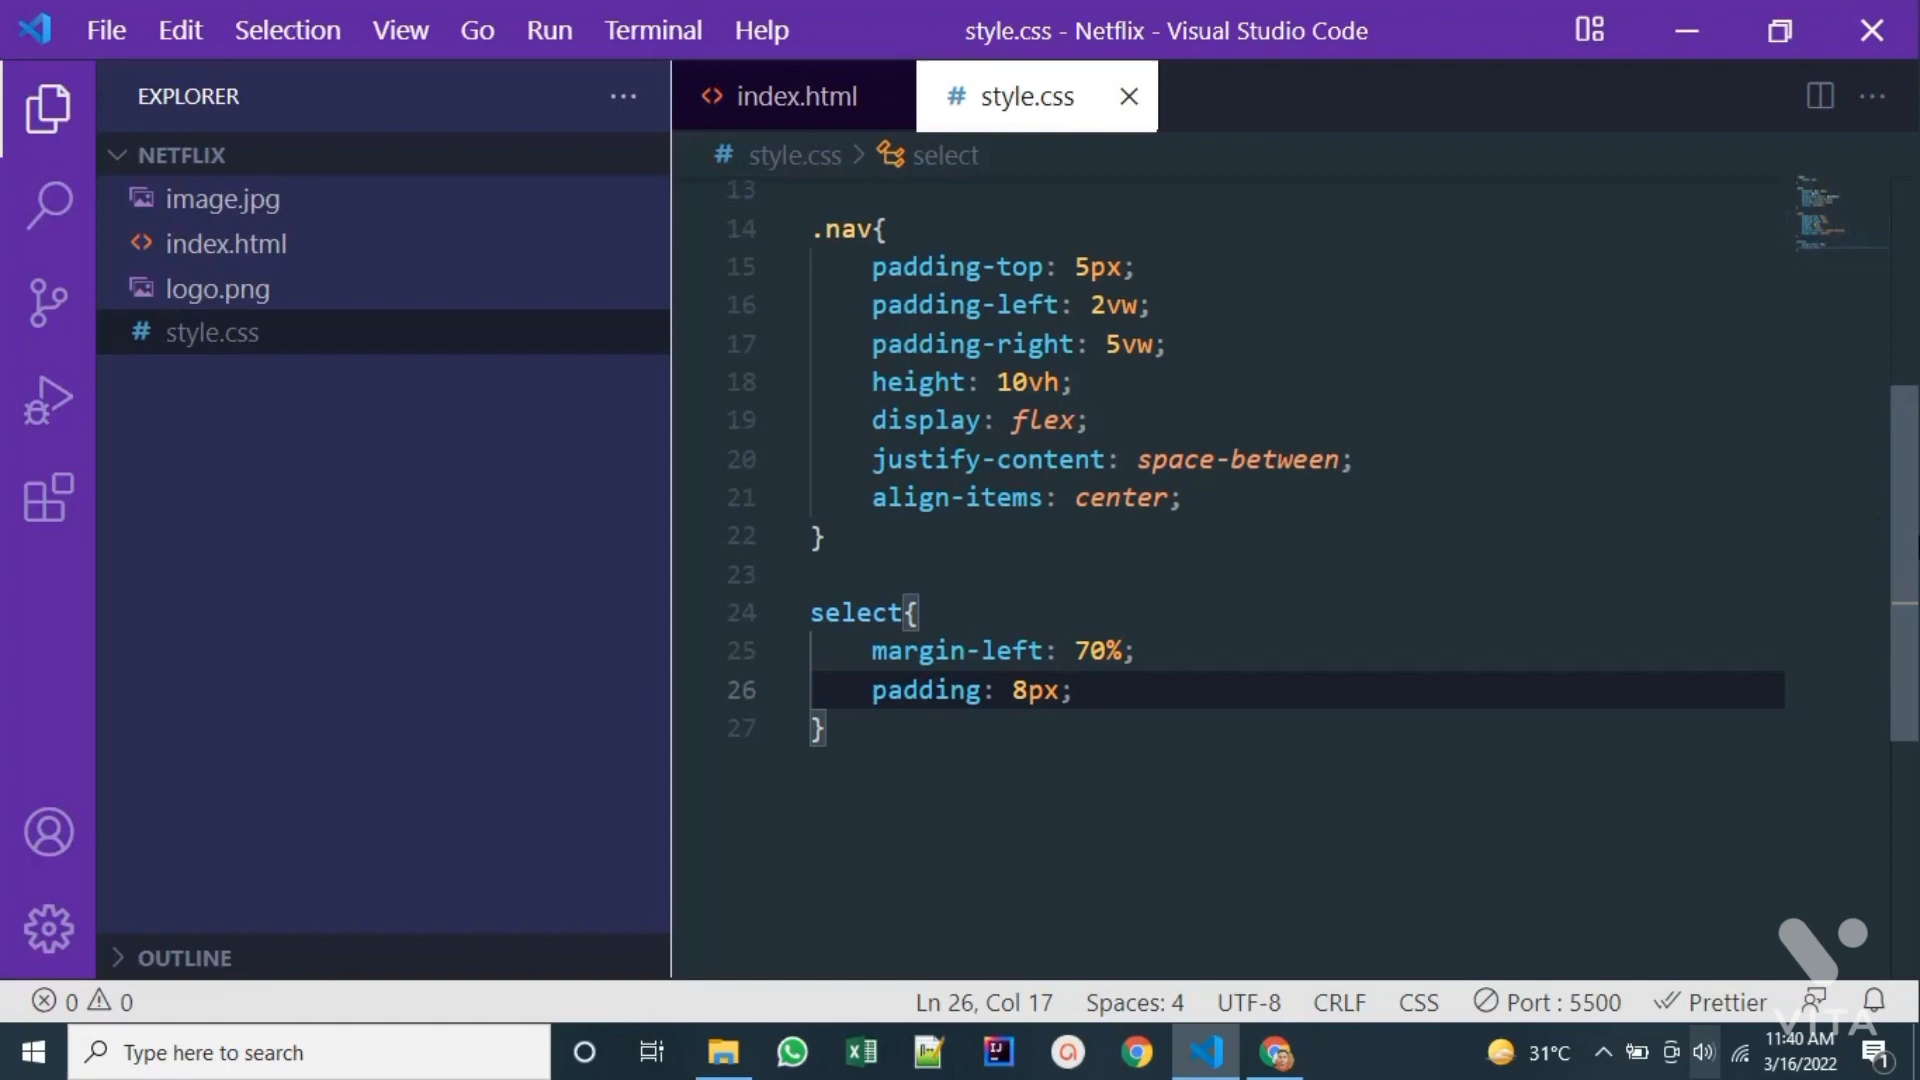 File Edit Selection View Go Run Terminal Help style.css - Netflix - Visual Studio Code
EXPLORER ···
index.html # style.css
NETFLIX
image.jpg
index.html
logo.png
# style.css
OUTLINE
# style.css > select
13
14 .nav{
15 padding-top: 5px;
16 padding-left: 2vw;
17 padding-right: 5vw;
18 height: 10vh;
19 display: flex;
20 justify-content: space-between;
21 align-items: center;
22 }
23
24 select{
25 margin-left: 70%;
26 padding: 8px;
27 }
VITA
0 0 Ln 26, Col 17 Spaces: 4 UTF-8 CRLF CSS Port : 5500 Prettier
Type here to search 31°C 11:40 AM
3/16/2022 1